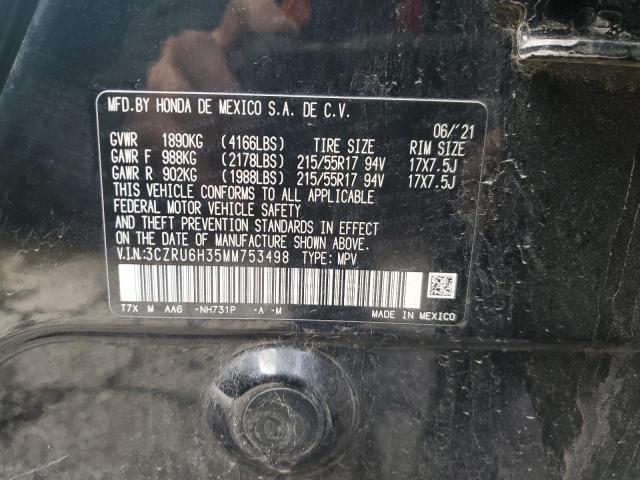 MFD.BY HONDA DE MEXICO S.A. DE C.V.
06/'21
GVWR 1890KG (4166LBS) TIRE SIZE RIM SIZE
GAWR F 988KG (2178LBS) 215/55R17 94V 17X7.5J
GAWR R 902KG (1988LBS) 215/55R17 94V 17X7.5J
THIS VEHICLE CONFORMS TO ALL APPLICABLE
FEDERAL MOTOR VEHICLE SAFETY
AND THEFT PREVENTION STANDARDS IN EFFECT
ON THE DATE OF MANUFACTURE SHOWN ABOVE.
V.I.N:3CZRU6H35MM753498 TYPE: MPV
T7X M AA6 -NH731P -A -M MADE IN MEXICO